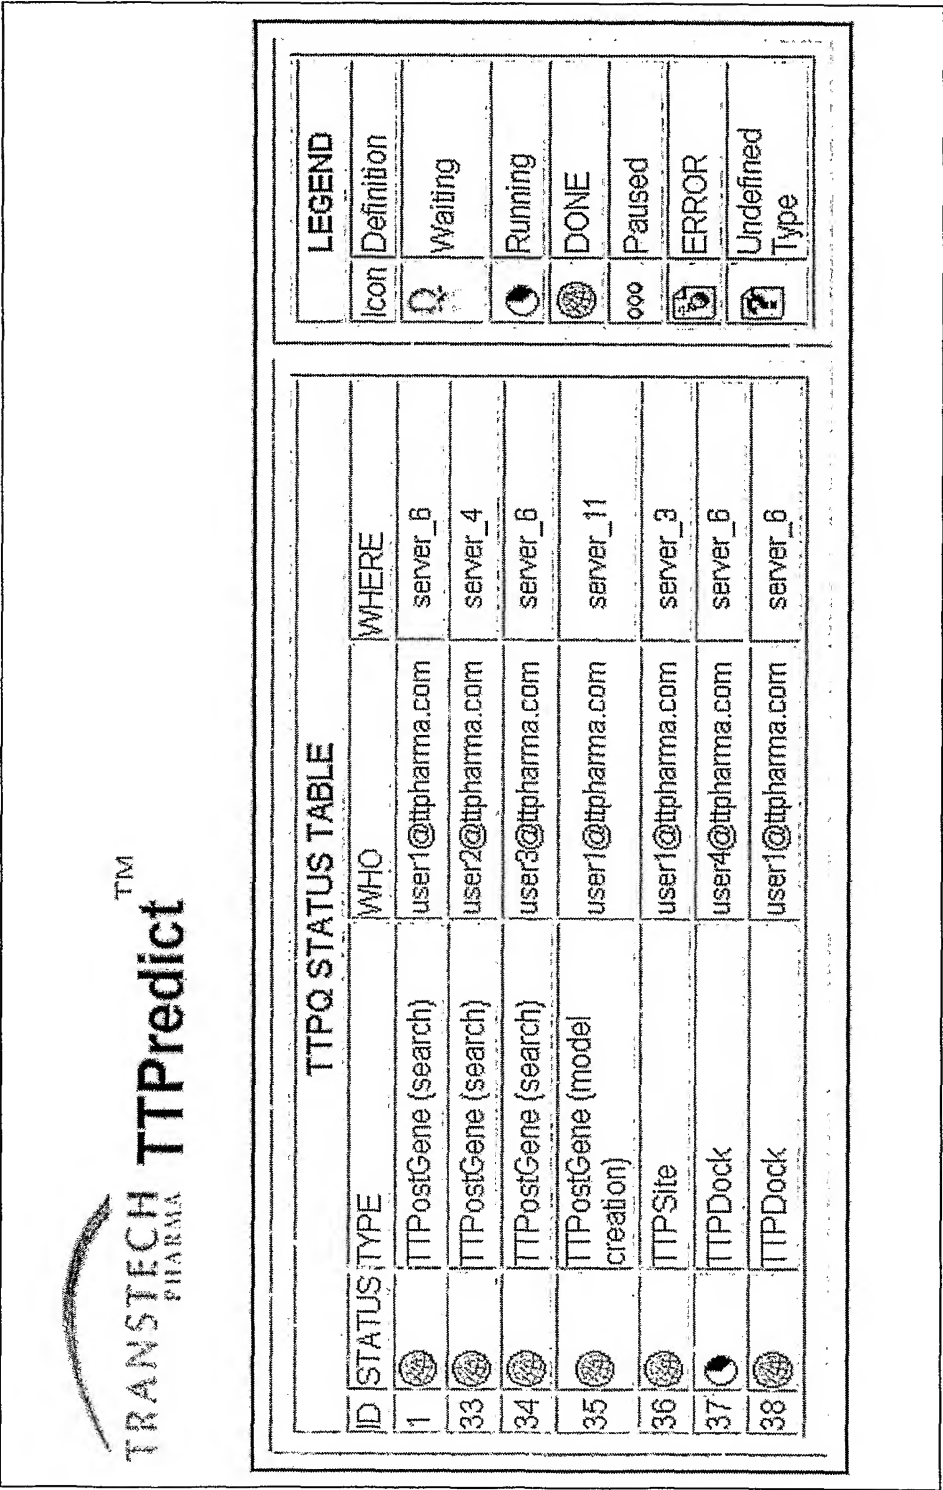 TRANSTECH
PHARMA
TTPredict™
TTPQ STATUS TABLE
ID STATUS TYPE WHO WHERE
1 TTPostGene (search) user1@ttpharma.com server_6
33 TTPostGene (search) user2@ttpharma.com server_4
34 TTPostGene (search) user3@ttpharma.com server_6
35 TTPostGene (model
creation) user1@ttpharma.com server_11
36 TTPSite user1@ttpharma.com server_3
37 TTPDock user4@ttpharma.com server_6
38 TTPDock user1@ttpharma.com server_6
LEGEND
Icon Definition
Waiting
Running
DONE
Paused
ERROR
Undefined
Type